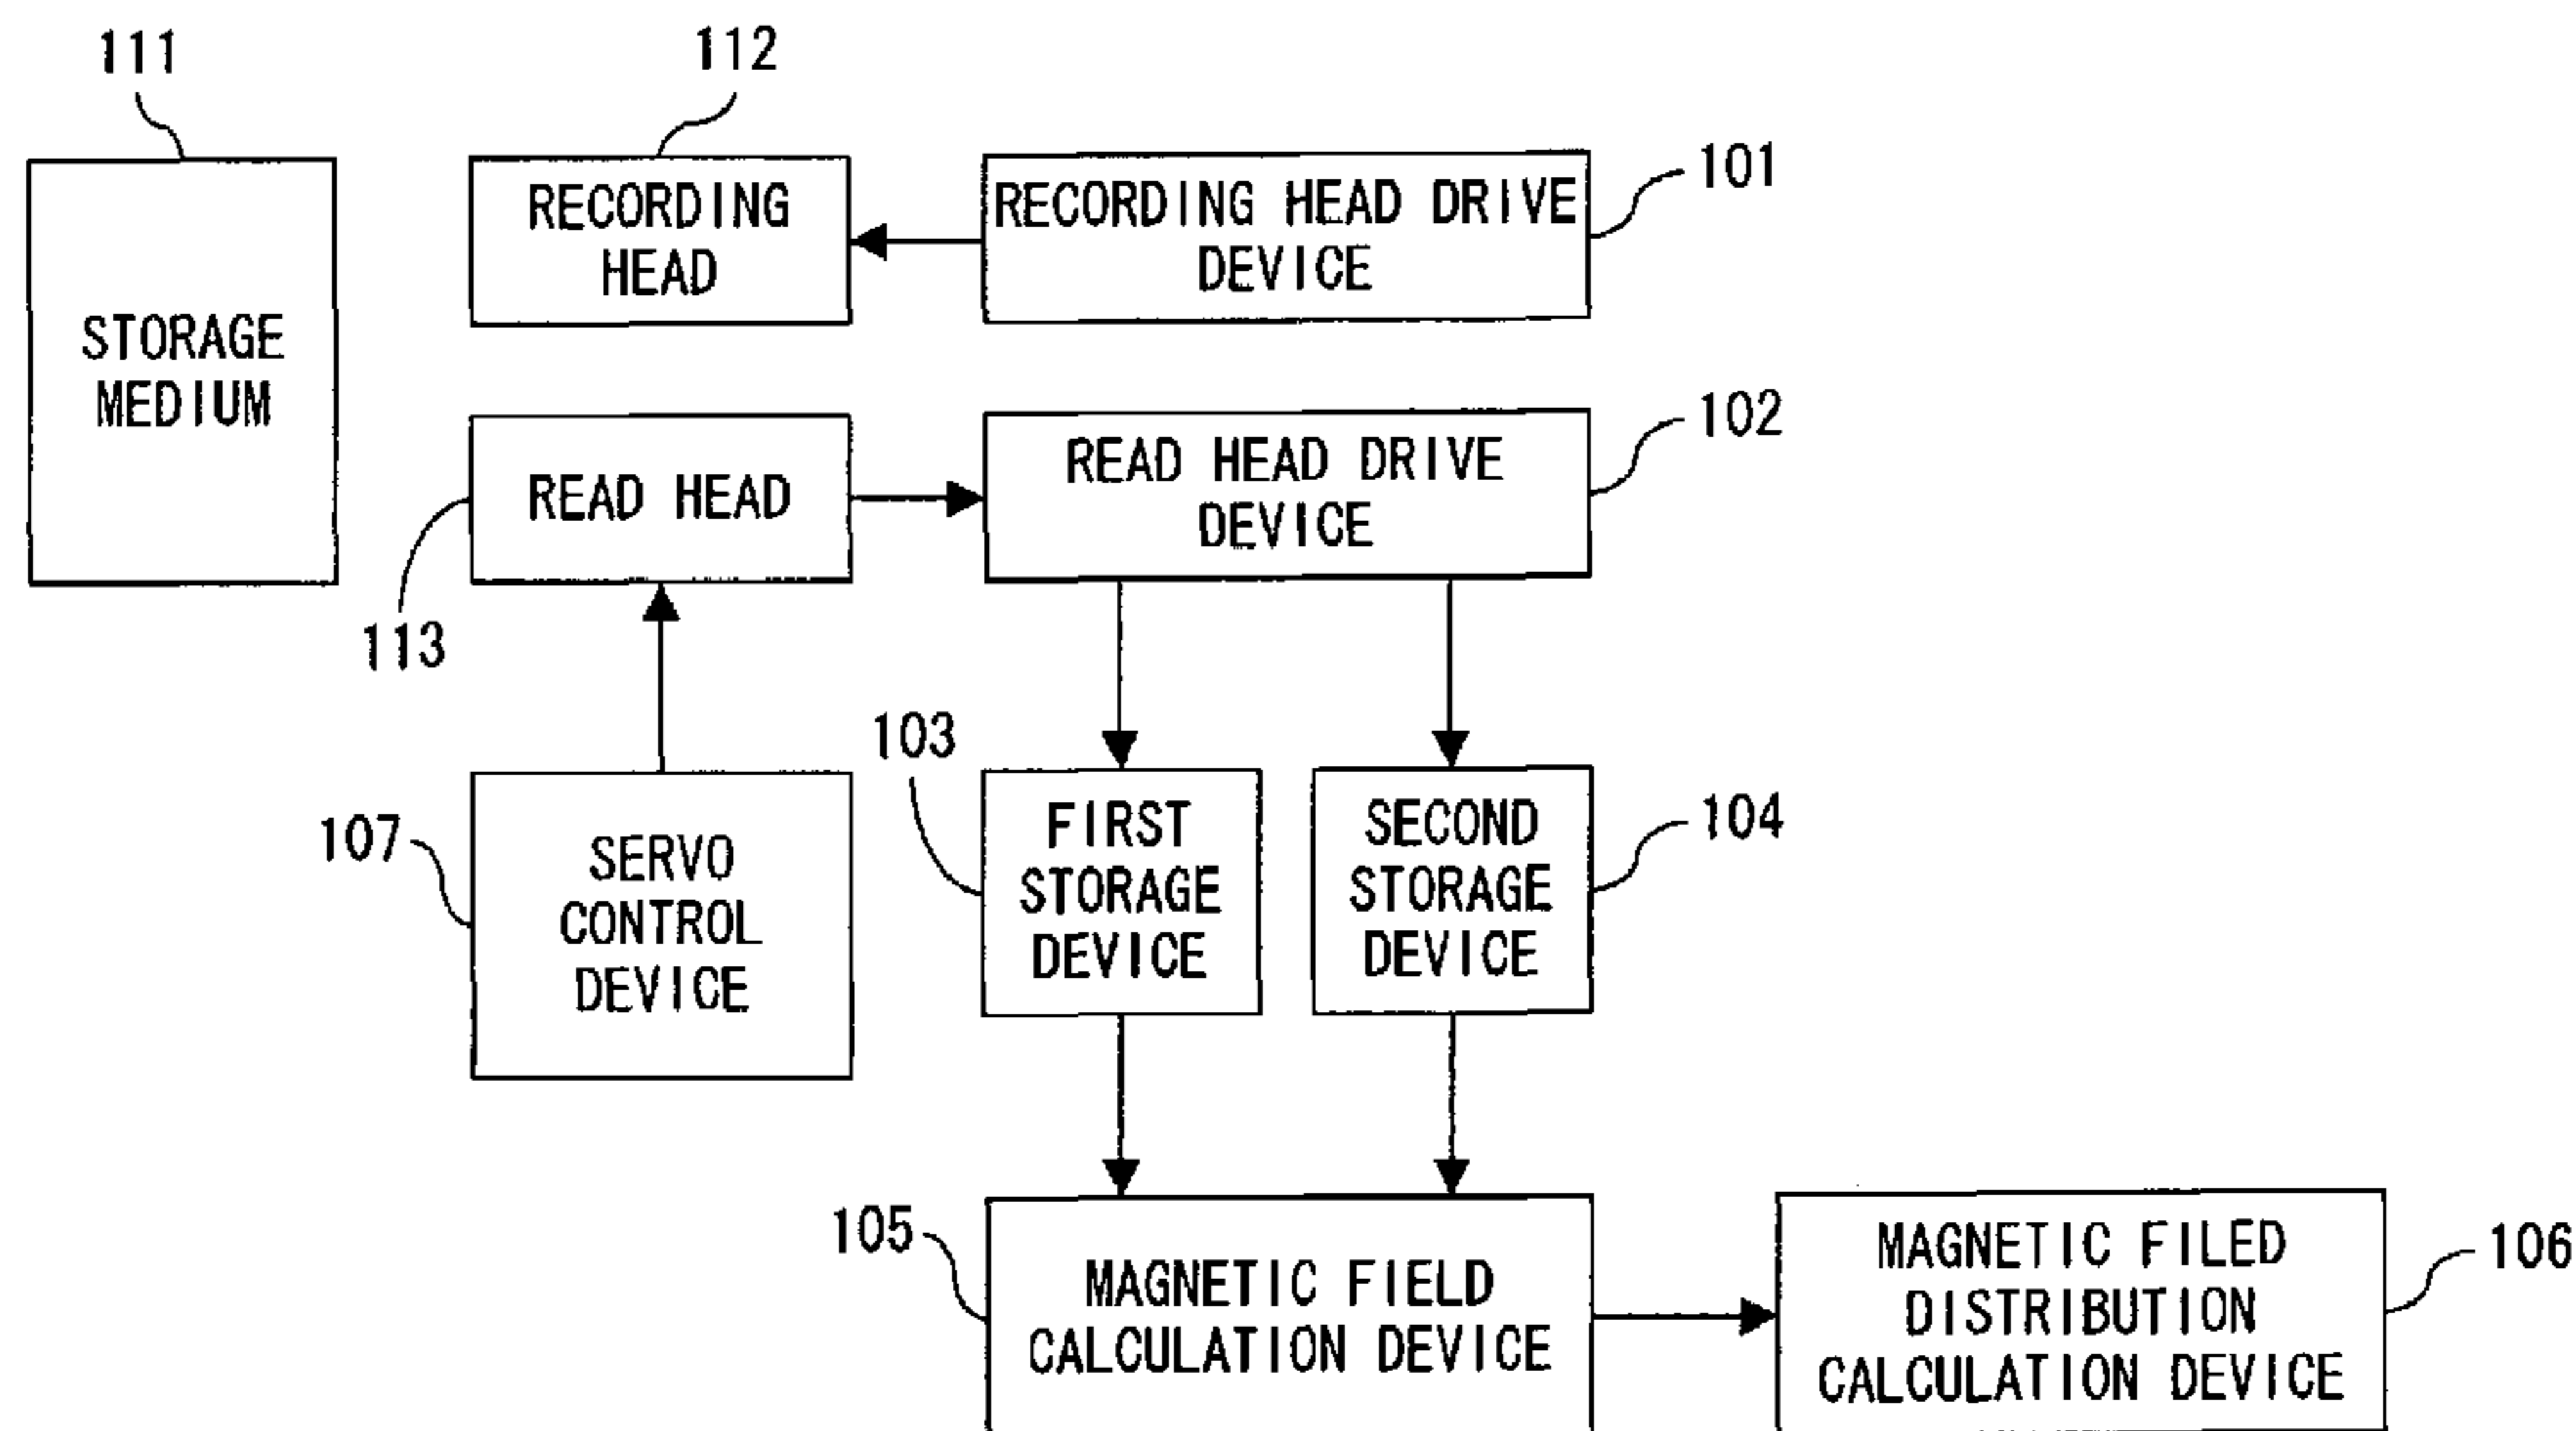 111
112
RECORDING
HEAD
RECORDING HEAD DRIVE
DEVICE
101
STORAGE
MEDIUM
READ HEAD
113
READ HEAD DRIVE
DEVICE
102
107
SERVO
CONTROL
DEVICE
103
FIRST
STORAGE
DEVICE
SECOND
STORAGE
DEVICE
104
105
MAGNETIC FIELD
CALCULATION DEVICE
MAGNETIC FILED
DISTRIBUTION
CALCULATION DEVICE
106